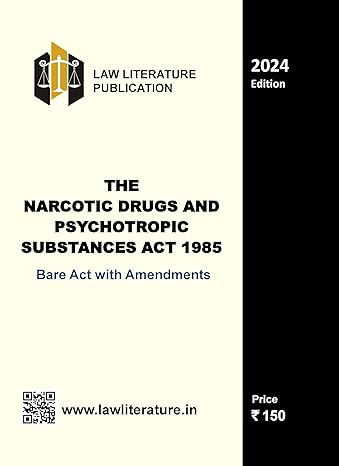 LAW LITERATURE
PUBLICATION
2024
Edition
THE
NARCOTIC DRUGS AND
PSYCHOTROPIC
SUBSTANCES ACT 1985
Bare Act with Amendments
www.lawliterature.in
Price
₹ 150